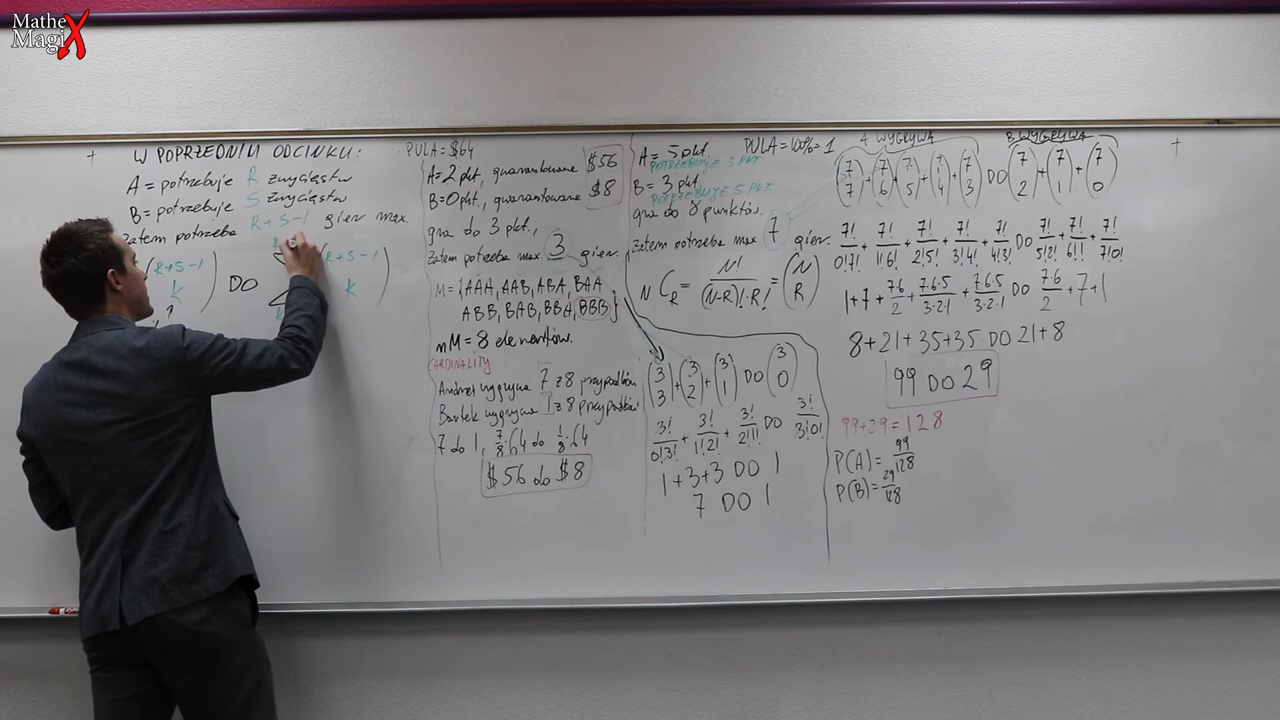 Mathe
MagiX
W POPRZEDNIM ODCINKU:
A = potrzebuje R zwycięstw
B = potrzebuje S zwycięstw
Zatem potrzeba R + S - 1 gier max.
(R+S-1 K) DO (R+S-1 K)
PULA = $64
A = 2 pkt, gwarantowane $56
B = 0 pkt, gwarantowane $8
gra do 3 pkt.,
Zatem potrzeba max. 3 gier
M = {AAA, AAB, ABA, BAA
ABB, BAB, BBA, BBB}
nM = 8 elementów.
CARDINALITY
wygrywa 7 z 8 przypadków
Bartek wygrywa 1 z 8 przypadków
7 do 1, 7/8·64 do 1/8·64
$56 do $8
A = 5 pkt.
POTRZEBUJE 3 PKT
B = 3 pkt,
POTRZEBUJE 5 PKT
gra do 8 punktów.
Zatem potrzeba max 7 gier.
N C R = N!/((N-R)!·R!) = (N R)
(3 3)+(3 2)+(3 1) DO (3 0)
3!/0!3! + 3!/1!2! + 3!/2!1! DO 3!/3!0!
1+3+3 DO 1
7 DO 1
PULA = 100% = 1
A WYGRYWA B WYGRYWA
(7 7)+(7 6)+(7 5)+(7 4)+(7 3) DO (7 2)+(7 1)+(7 0)
7!/0!7! + 7!/1!6! + 7!/2!5! + 7!/3!4! + 7!/4!3! DO 7!/5!2! + 7!/6!1! + 7!/7!0!
1+7+7·6/2+7·6·5/3·2·1+7·6·5/3·2·1 DO 7·6/2+7+1
8+21+35+35 DO 21+8
99 DO 29
99+29=128
P(A) = 99/128
P(B) = 29/128